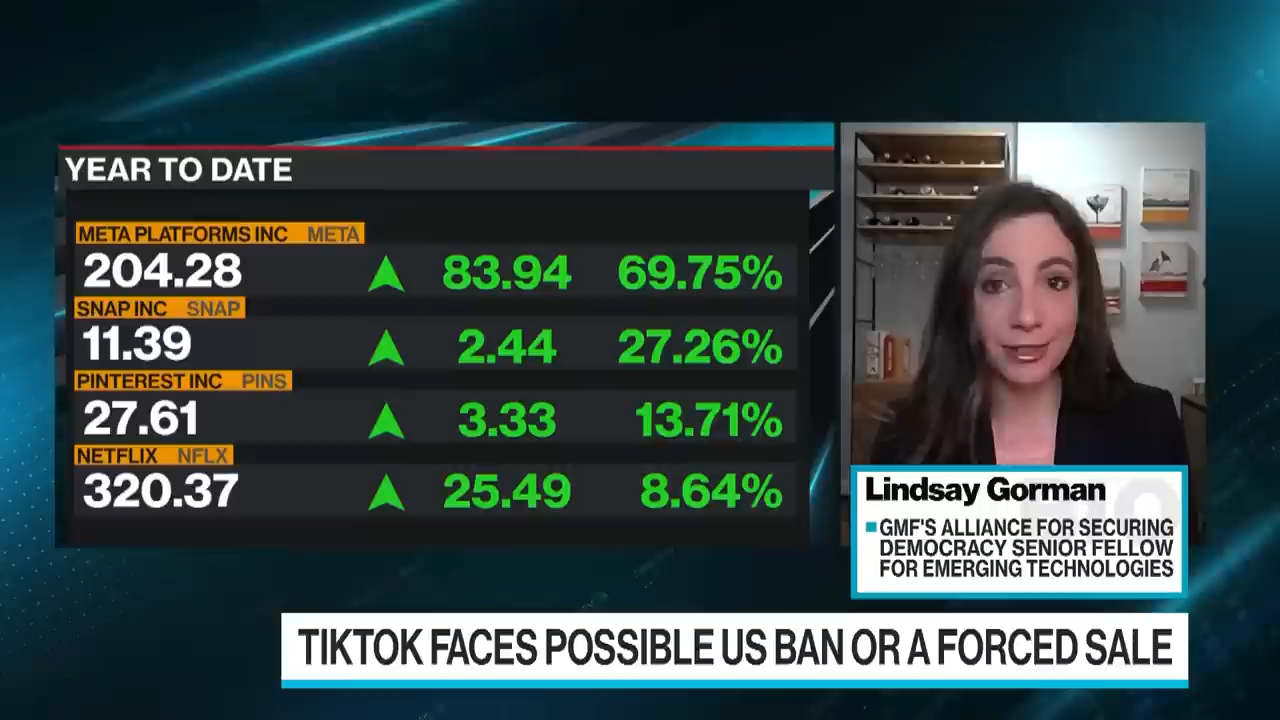 YEAR TO DATE
META PLATFORMS INC META
204.28 83.94 69.75%
SNAP INC SNAP
11.39 2.44 27.26%
PINTEREST INC PINS
27.61 3.33 13.71%
NETFLIX NFLX
320.37 25.49 8.64%
Lindsay Gorman
GMF'S ALLIANCE FOR SECURING
DEMOCRACY SENIOR FELLOW
FOR EMERGING TECHNOLOGIES
TIKTOK FACES POSSIBLE US BAN OR A FORCED SALE